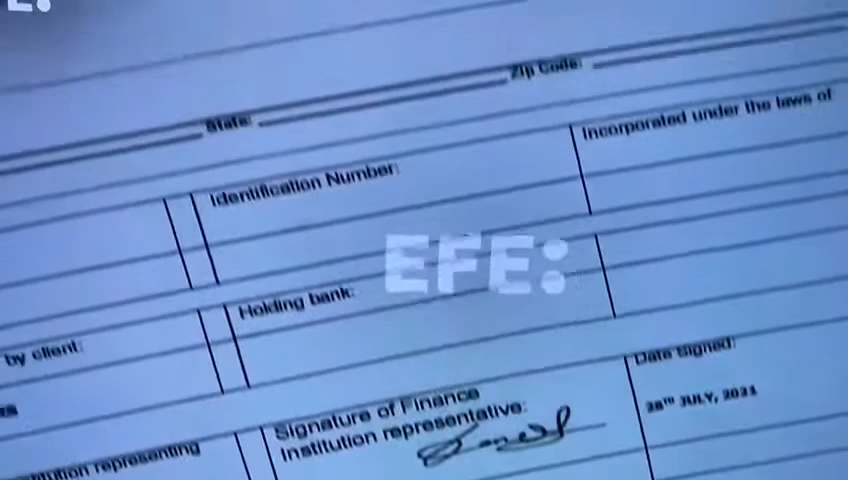 E:
Zip Code:
State:
Incorporated under the laws of
Identification Number:
EFE:
Holding bank:
by client:
Date Signed:
28TH JULY, 2021
Signature of Finance
Institution representative:
representing